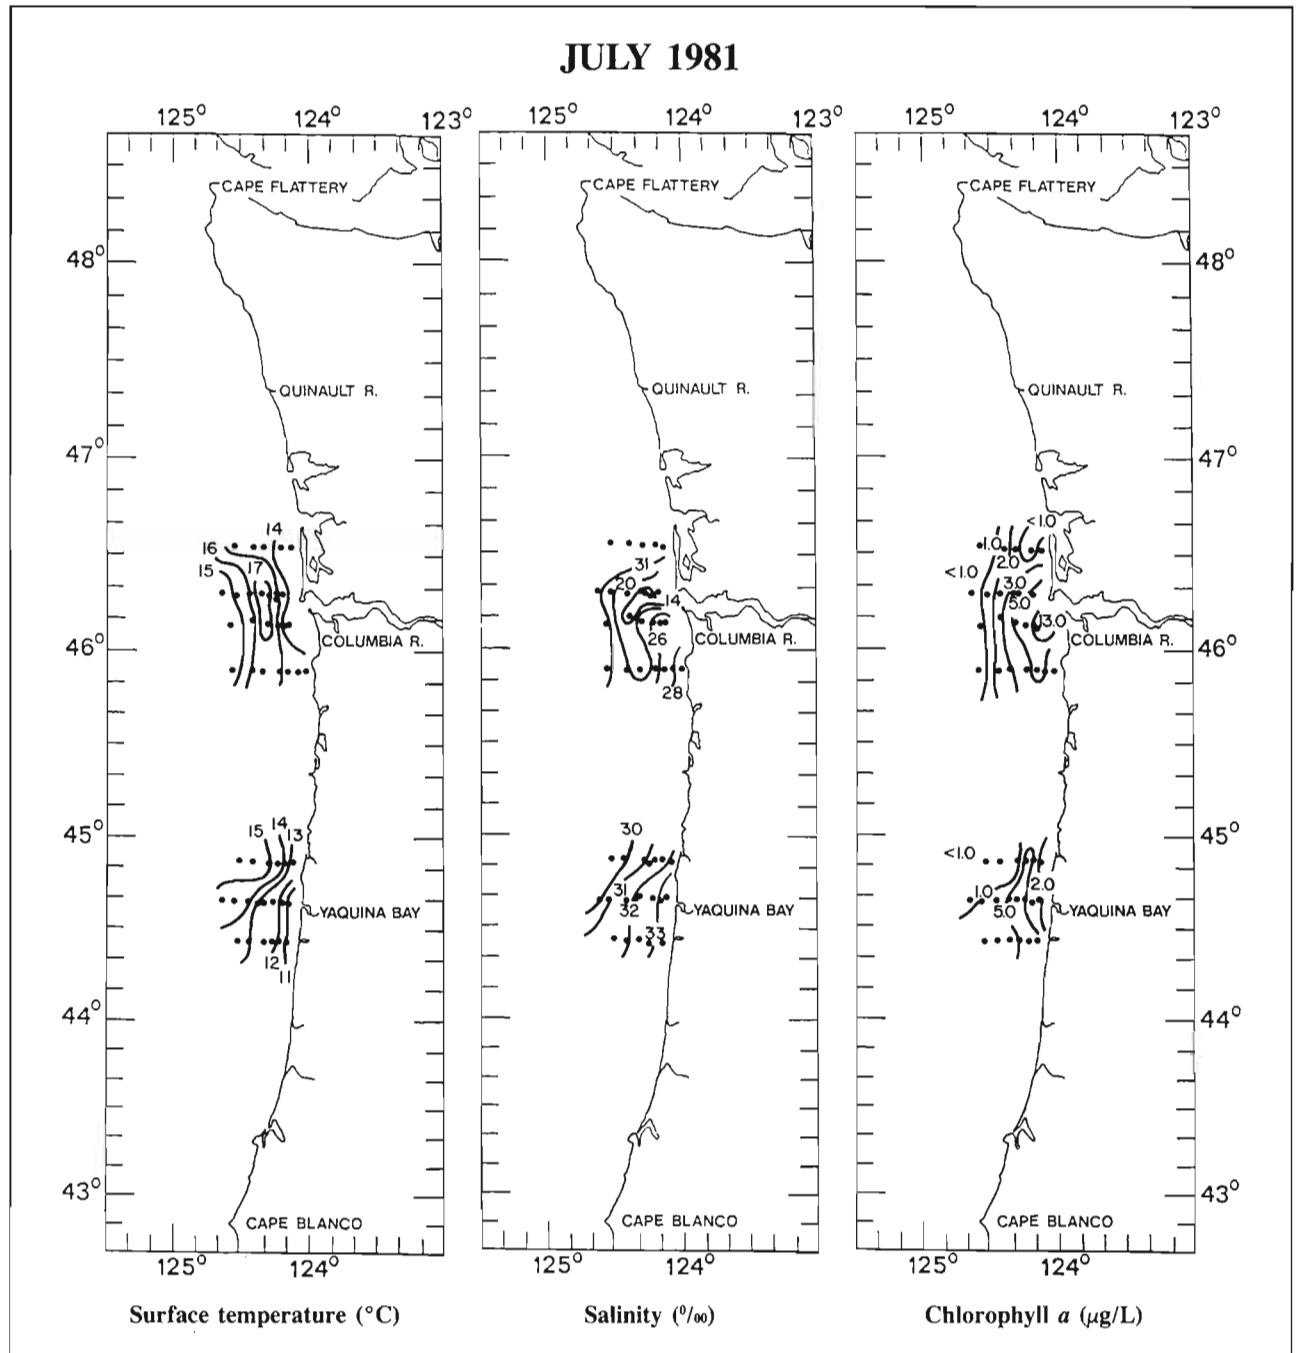 JULY 1981
125° 124° 123° 125° 124° 123° 125° 124° 123°
CAPE FLATTERY CAPE FLATTERY CAPE FLATTERY
48° 48°
QUINAULT R. QUINAULT R. QUINAULT R.
47° 47°
14 <1.0
16 1.0
31 2.0
15 17 20 <1.0 3.0
14 5.0
13.0
26
COLUMBIA R. COLUMBIA R. COLUMBIA R.
46° 46°
28
45° 15 14 13 30 45°
<1.0
31 1.0 2.0
32 5.0
YAQUINA BAY YAQUINA BAY YAQUINA BAY
33
12
11
44° 44°
43° 43°
CAPE BLANCO CAPE BLANCO CAPE BLANCO
125° 124° 125° 124° 125° 124°
Surface temperature (°C) Salinity (⁰/₀₀) Chlorophyll a (μg/L)